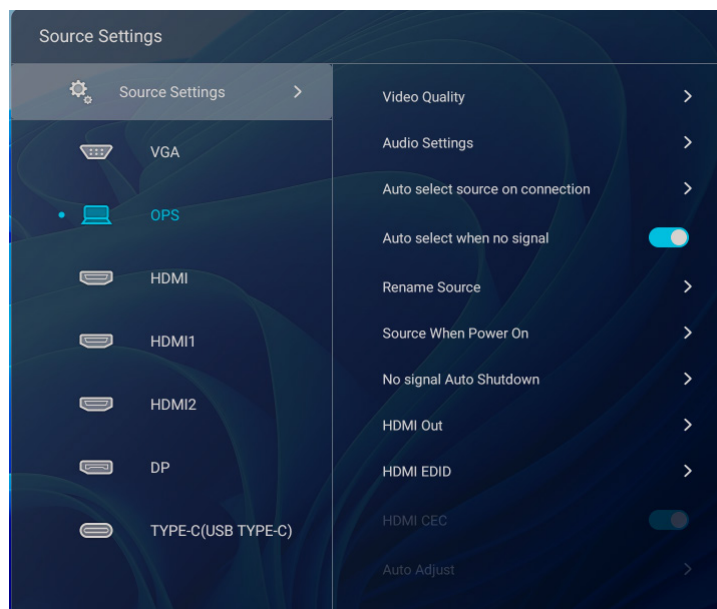 Source Settings
Source Settings
VGA
OPS
HDMI
HDMI1
HDMI2
DP
TYPE-C(USB TYPE-C)
Video Quality
Audio Settings
Auto select source on connection
Auto select when no signal
Rename Source
Source When Power On
No signal Auto Shutdown
HDMI Out
HDMI EDID
HDMI CEC
Auto Adjust